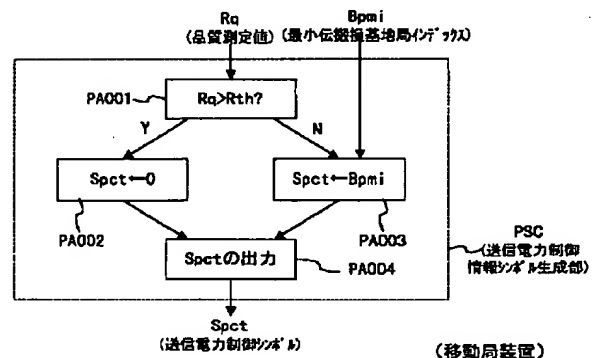 Rq
(品質測定値)
Bpmi
(最小伝搬損基地局インデックス)
PA001
Rq>Rth?
Y
N
Spct←0
Spct←Bpmi
PA002
PA003
Spctの出力
PA004
PSC
(送信電力制御
情報シンボル生成部)
Spct
(送信電力制御シンボル)
(移動局装置)